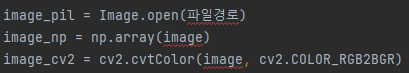 image_pil = Image.open(파일경로)
image_np = np.array(image)
image_cv2 = cv2.cvtColor(image, cv2.COLOR_RGB2BGR)